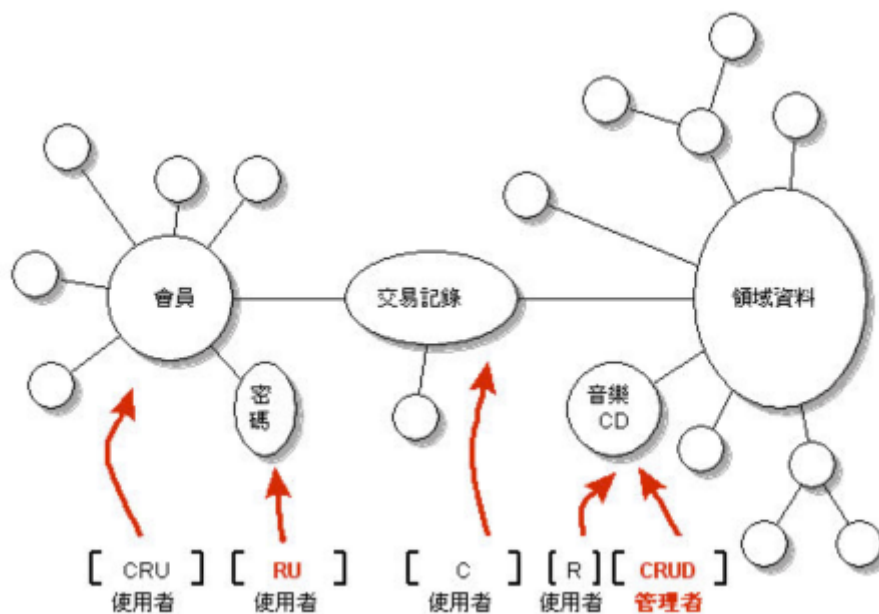 會員
交易記錄
領域資料
密
碼
音樂
CD
[ CRU ] [ RU ] [ C ] [ R ] [ CRUD ]
使用者 使用者 使用者 使用者 管理者